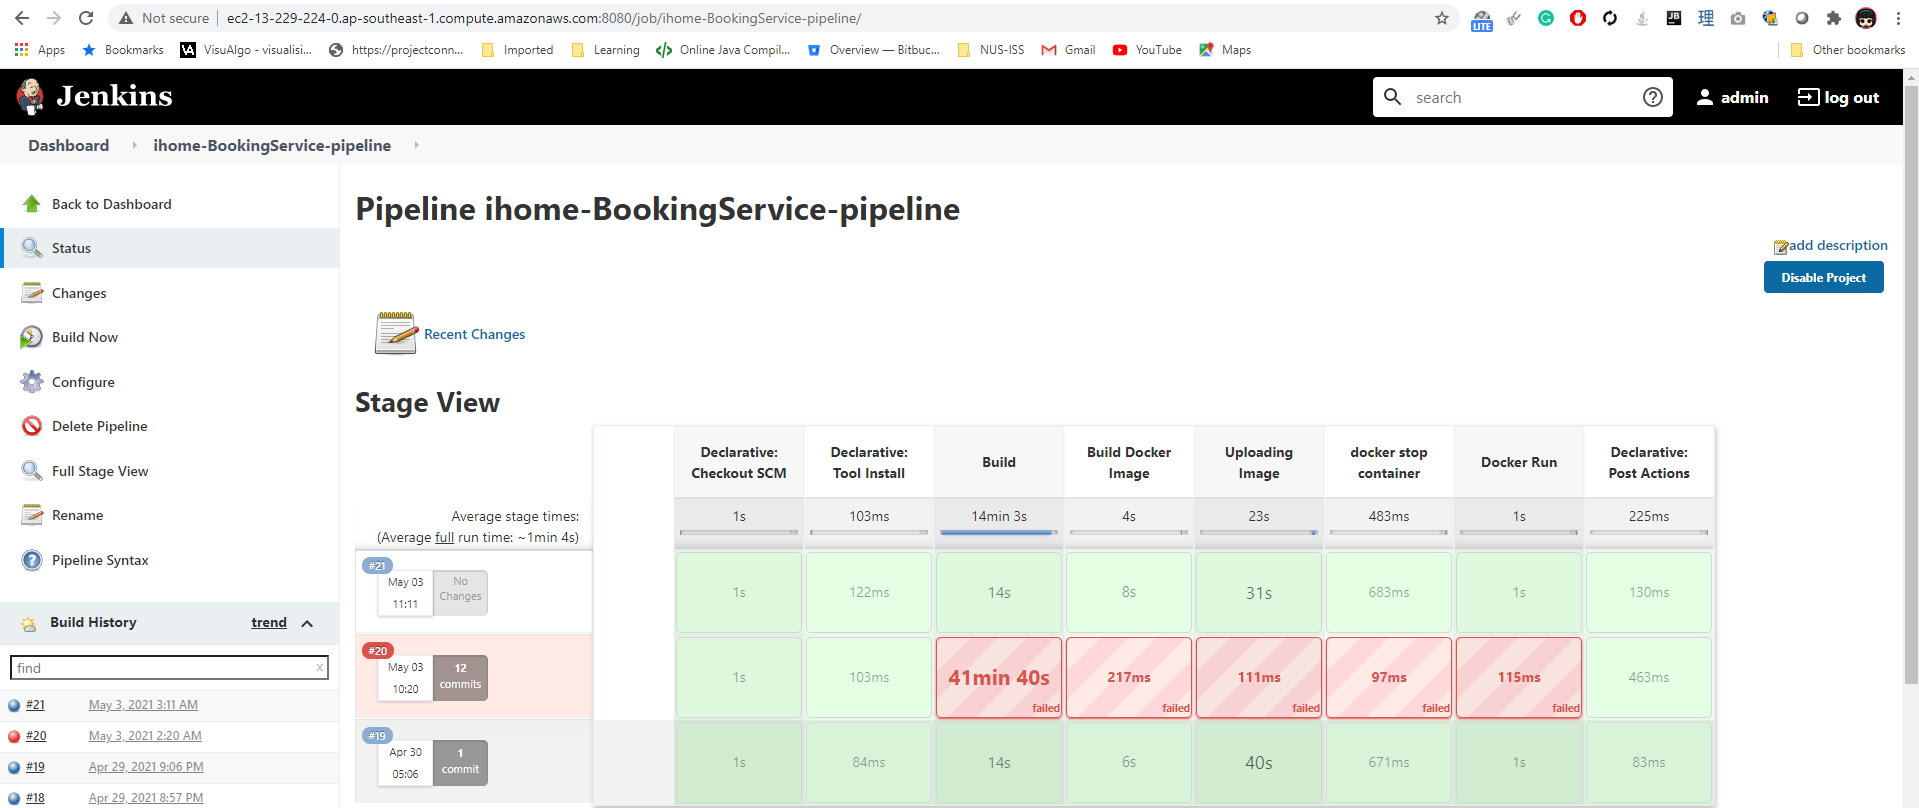 Not secure
ec2-13-229-224-0.ap-southeast-1.compute.amazonaws.com:8080/job/ihome-BookingService-pipeline/
LITE
JB
理
Apps
Bookmarks
VisuAlgo - visualisi...
https://projectconn...
Imported
Learning
Online Java Compil...
Overview — Bitbuc...
NUS-ISS
Gmail
YouTube
Maps
Other bookmarks
Jenkins
search
admin
log out
Dashboard
ihome-BookingService-pipeline
Back to Dashboard
Status
Changes
Build Now
Configure
Delete Pipeline
Full Stage View
Rename
Pipeline Syntax
Build History
trend
find
x
#21 May 3, 2021 3:11 AM
#20 May 3, 2021 2:20 AM
#19 Apr 29, 2021 9:06 PM
#18 Apr 29, 2021 8:57 PM
Pipeline ihome-BookingService-pipeline
add description
Disable Project
Recent Changes
Stage View
Declarative:
Checkout SCM
Declarative:
Tool Install
Build
Build Docker
Image
Uploading
Image
docker stop
container
Docker Run
Declarative:
Post Actions
Average stage times:
(Average full run time: ~1min 4s)
1s 103ms 14min 3s 4s 23s 483ms 1s 225ms
#21
May 03
11:11
No
Changes
1s 122ms 14s 8s 31s 683ms 1s 130ms
#20
May 03
10:20
12
commits
1s 103ms 41min 40s 217ms 111ms 97ms 115ms 463ms
failed failed failed failed failed
#19
Apr 30
05:06
1
commit
1s 84ms 14s 6s 40s 671ms 1s 83ms